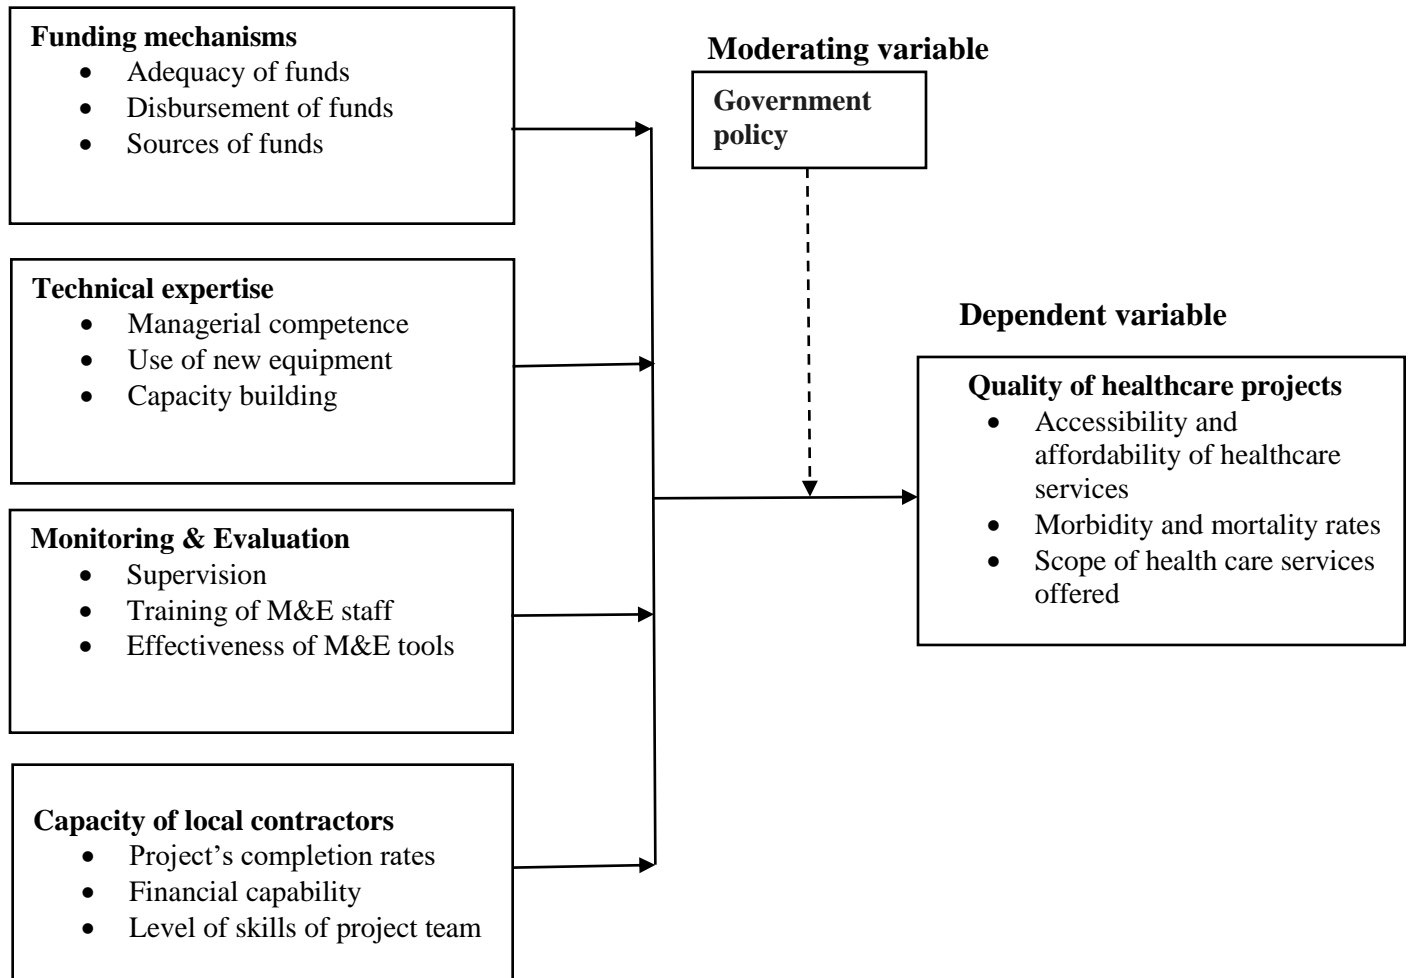 Funding mechanisms
• Adequacy of funds
• Disbursement of funds
• Sources of funds
Moderating variable
Government
policy
Technical expertise
• Managerial competence
• Use of new equipment
• Capacity building
Dependent variable
Quality of healthcare projects
• Accessibility and
affordability of healthcare
services
• Morbidity and mortality rates
• Scope of health care services
offered
Monitoring & Evaluation
• Supervision
• Training of M&E staff
• Effectiveness of M&E tools
Capacity of local contractors
• Project’s completion rates
• Financial capability
• Level of skills of project team